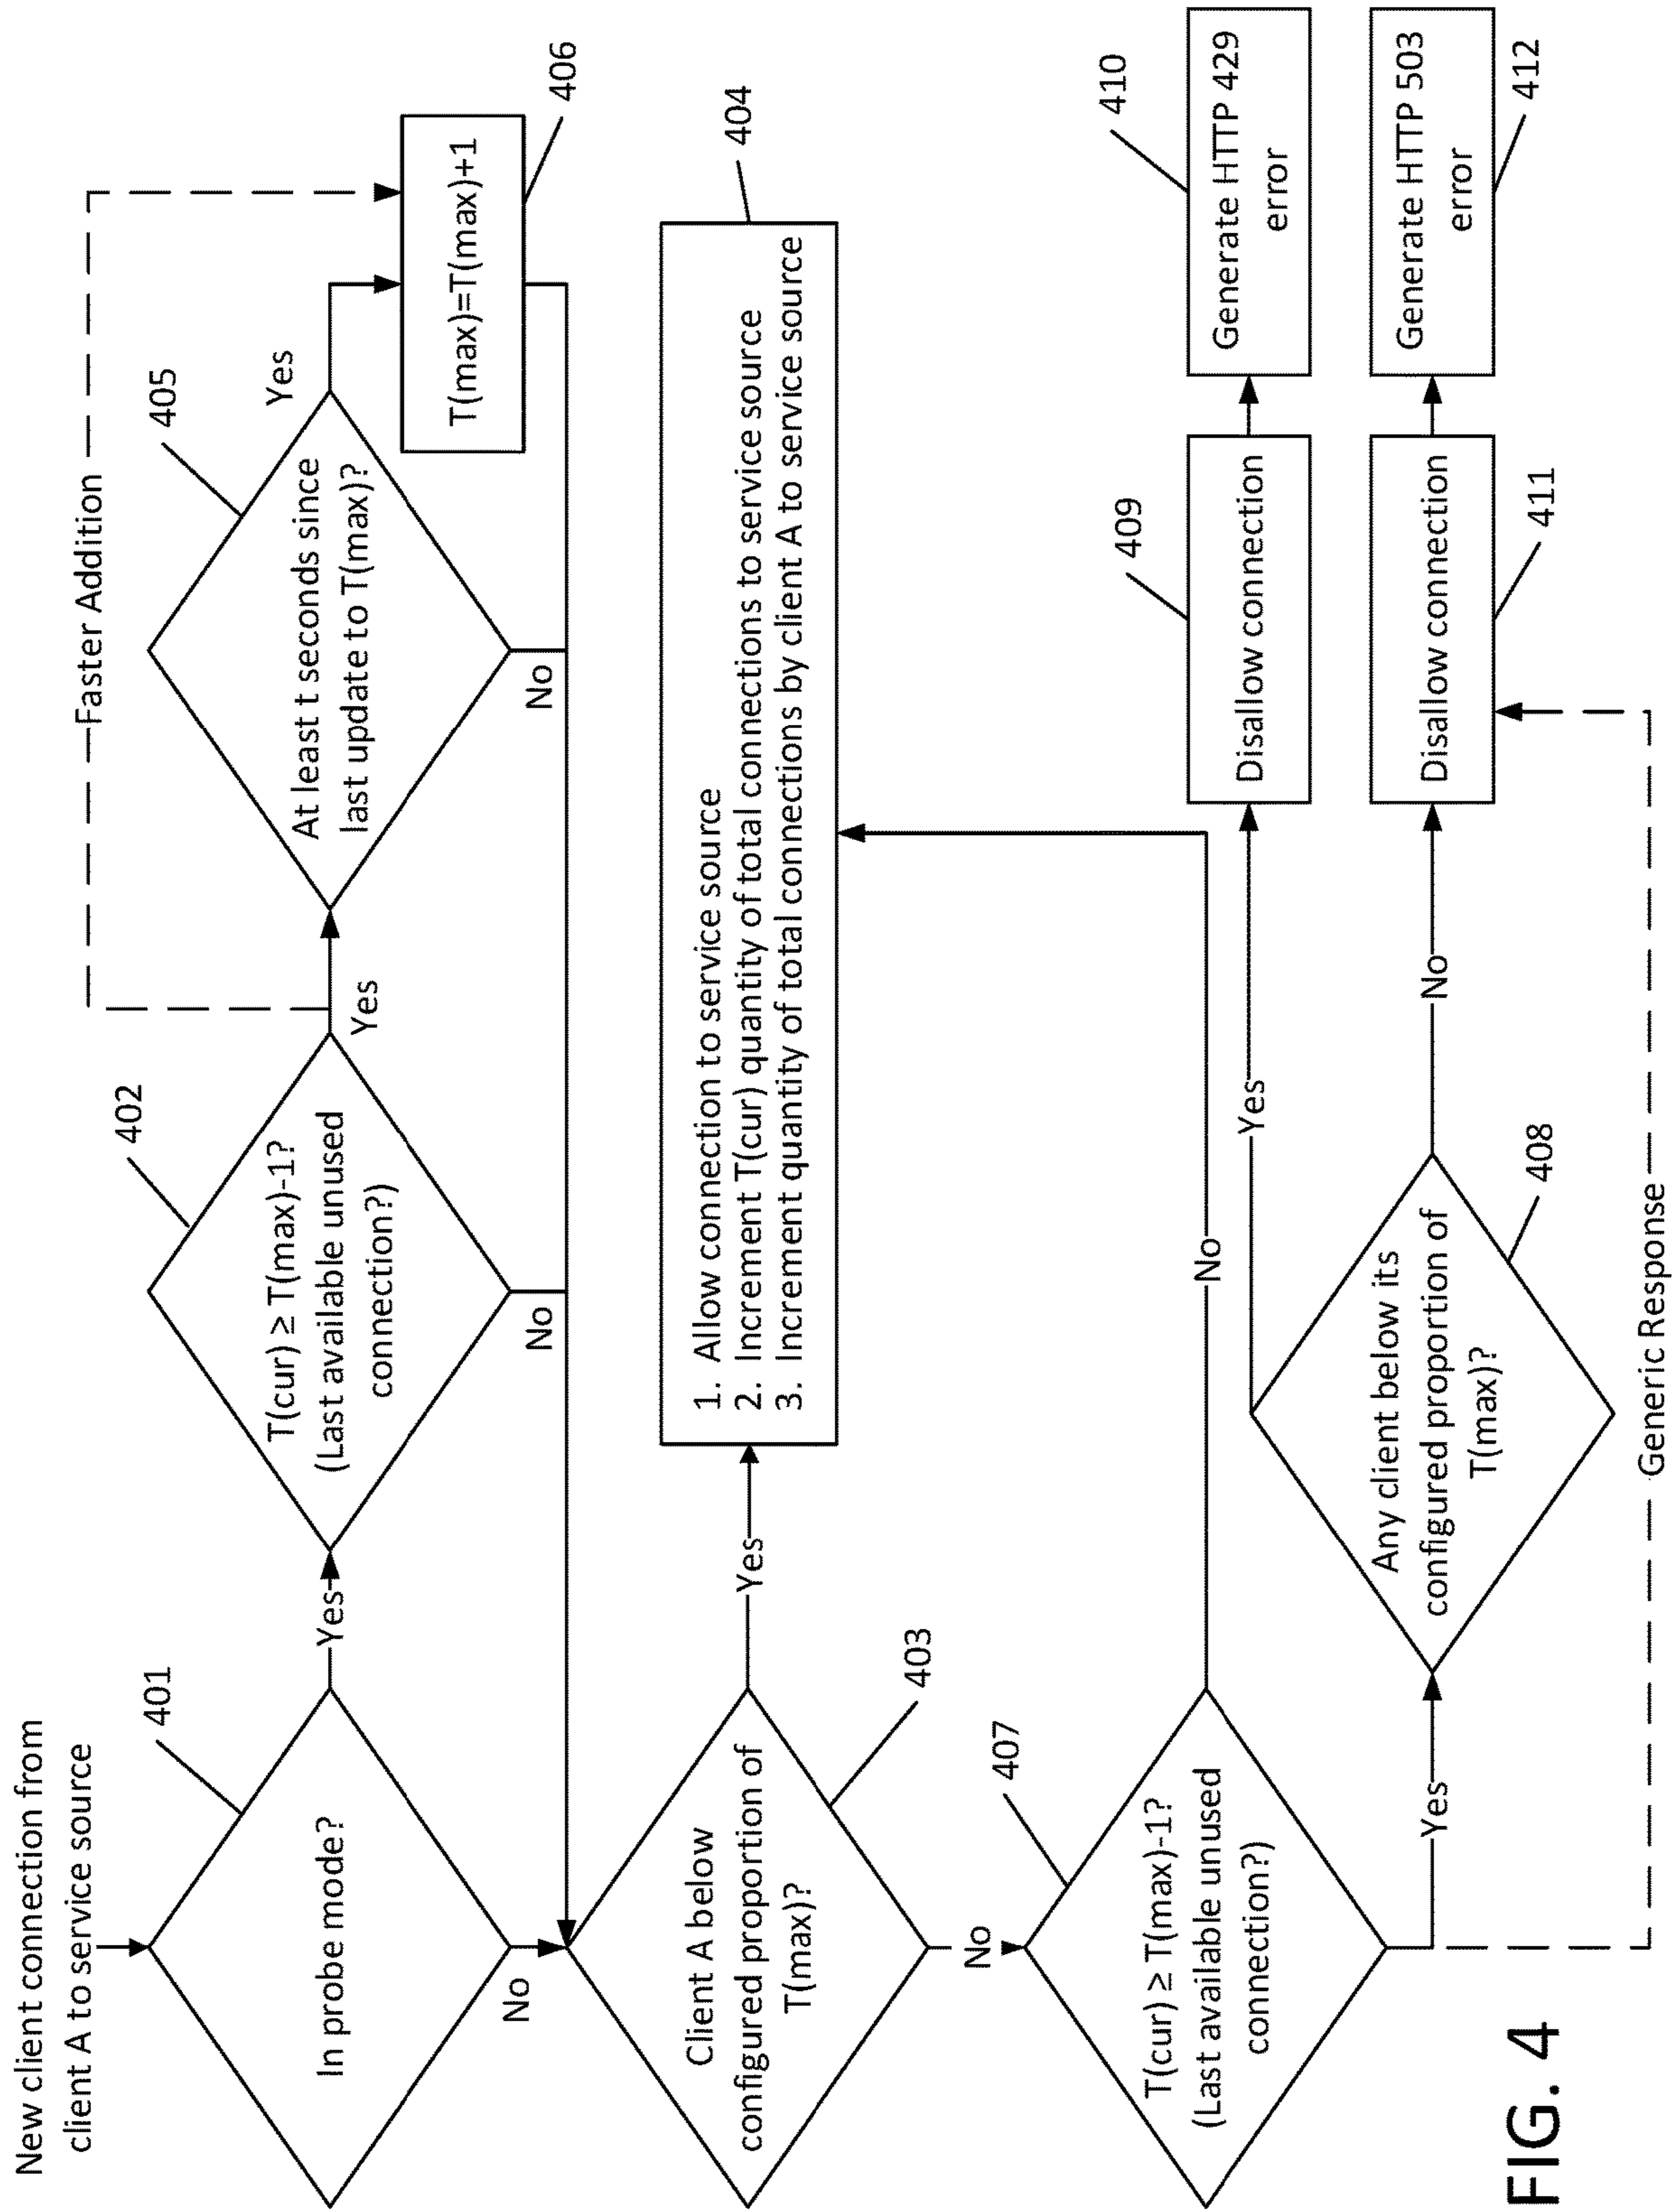 New client connection from
client A to service source
401
In probe mode?
Yes
No
402
T(cur) ≥ T(max)-1?
(Last available unused
connection?)
Yes
No
Faster Addition
405
At least t seconds since
last update to T(max)?
Yes
No
T(max)=T(max)+1
406
Client A below
configured proportion of
T(max)?
403
Yes
No
404
1. Allow connection to service source
2. Increment T(cur) quantity of total connections to service source
3. Increment quantity of total connections by client A to service source
407
T(cur) ≥ T(max)-1?
(Last available unused
connection?)
No
Yes
Any client below its
configured proportion of
T(max)?
408
Yes
No
409
Disallow connection
410
Generate HTTP 429
error
Disallow connection
411
Generate HTTP 503
error
412
Generic Response
FIG. 4